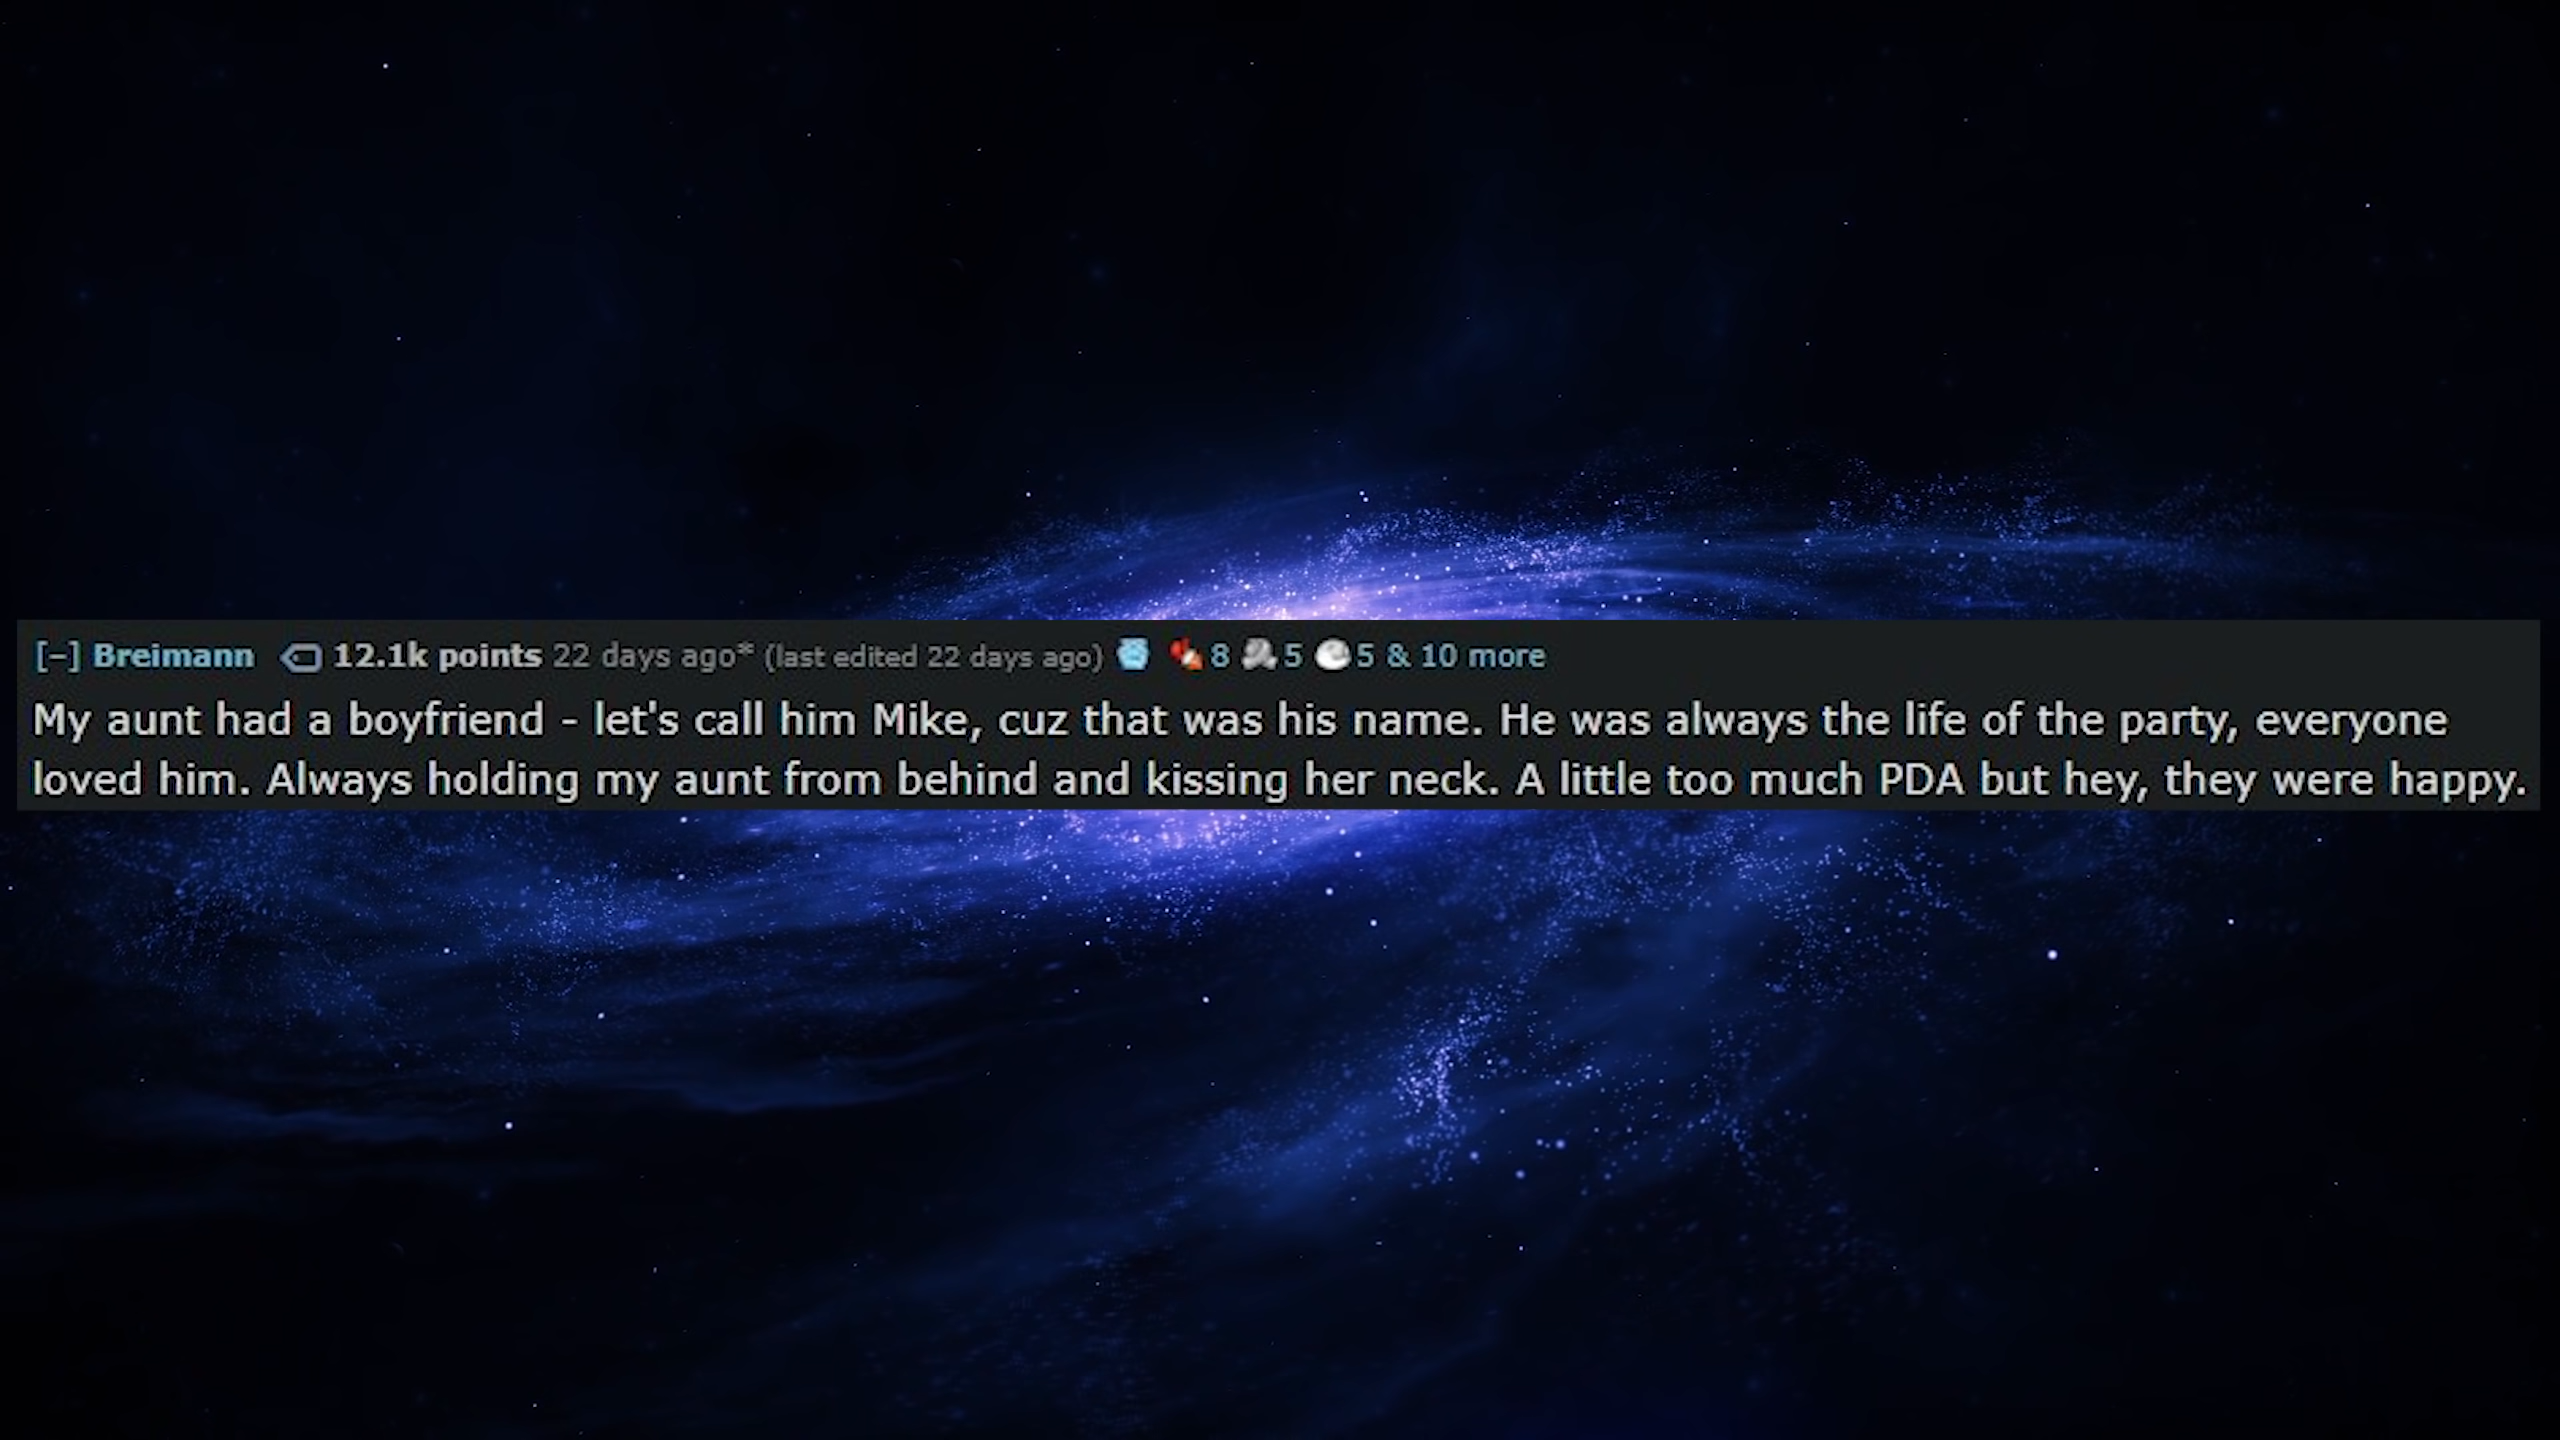 [-] Breimann 12.1k points 22 days ago* (last edited 22 days ago) 8 5 5 & 10 more
My aunt had a boyfriend - let's call him Mike, cuz that was his name. He was always the life of the party, everyone
loved him. Always holding my aunt from behind and kissing her neck. A little too much PDA but hey, they were happy.